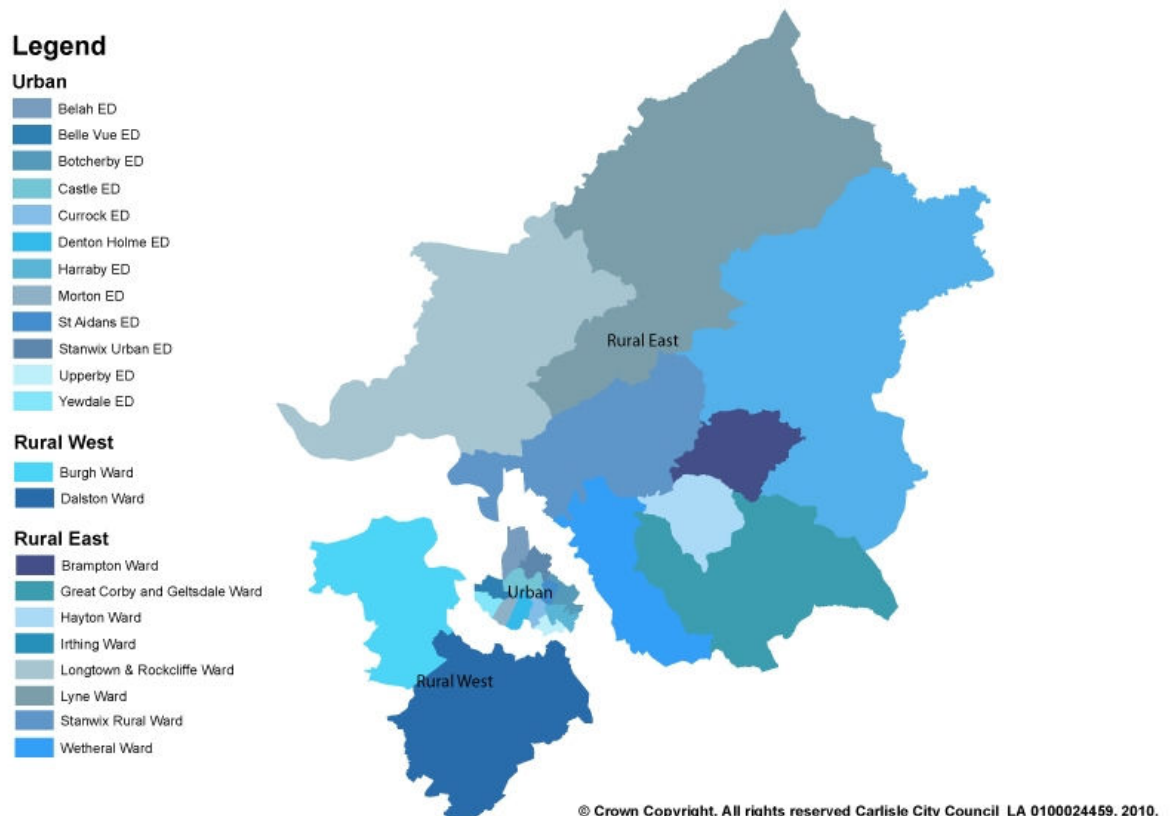 Legend
Urban
Belah ED
Belle Vue ED
Botcherby ED
Castle ED
Currock ED
Denton Holme ED
Harraby ED
Morton ED
St Aidans ED
Stanwix Urban ED
Upperby ED
Yewdale ED
Rural West
Burgh Ward
Dalston Ward
Rural East
Brampton Ward
Great Corby and Geltsdale Ward
Hayton Ward
Irthing Ward
Longtown & Rockcliffe Ward
Lyne Ward
Stanwix Rural Ward
Wetheral Ward
Rural East
Urban
Rural West
© Crown Copyright. All rights reserved Carlisle City Council LA 0100024459, 2010.